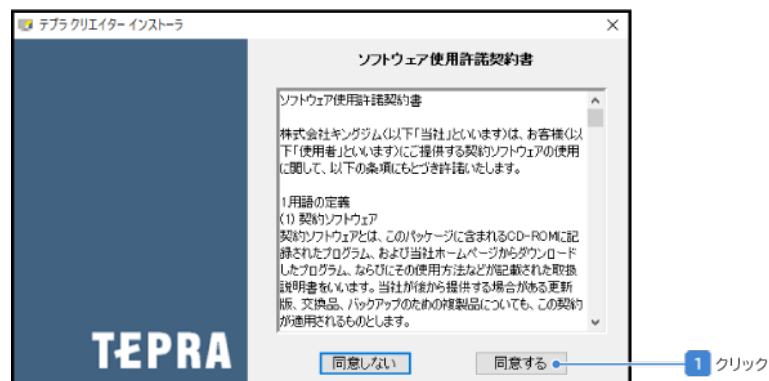 テプラ クリエイター インストーラ
ソフトウェア使用許諾契約書
ソフトウェア使用許諾契約書
株式会社キングジム(以下「当社」といいます)は、お客様(以
下「使用者」といいます)にご提供する契約ソフトウェアの使用
に関して、以下の条項にもとづき許諾いたします。
1.用語の定義
(1) 契約ソフトウェア
契約ソフトウェアとは、このパッケージに含まれるCD-ROMに記
録されたプログラム、および当社ホームページからダウンロード
したプログラム、ならびにその使用方法などが記載された取扱
説明書をいいます。当社が後から提供する場合がある更新
版、交換品、バックアップのための複製品についても、この契約
が適用されるものとします。
TEPRA
同意しない
同意する
1 クリック